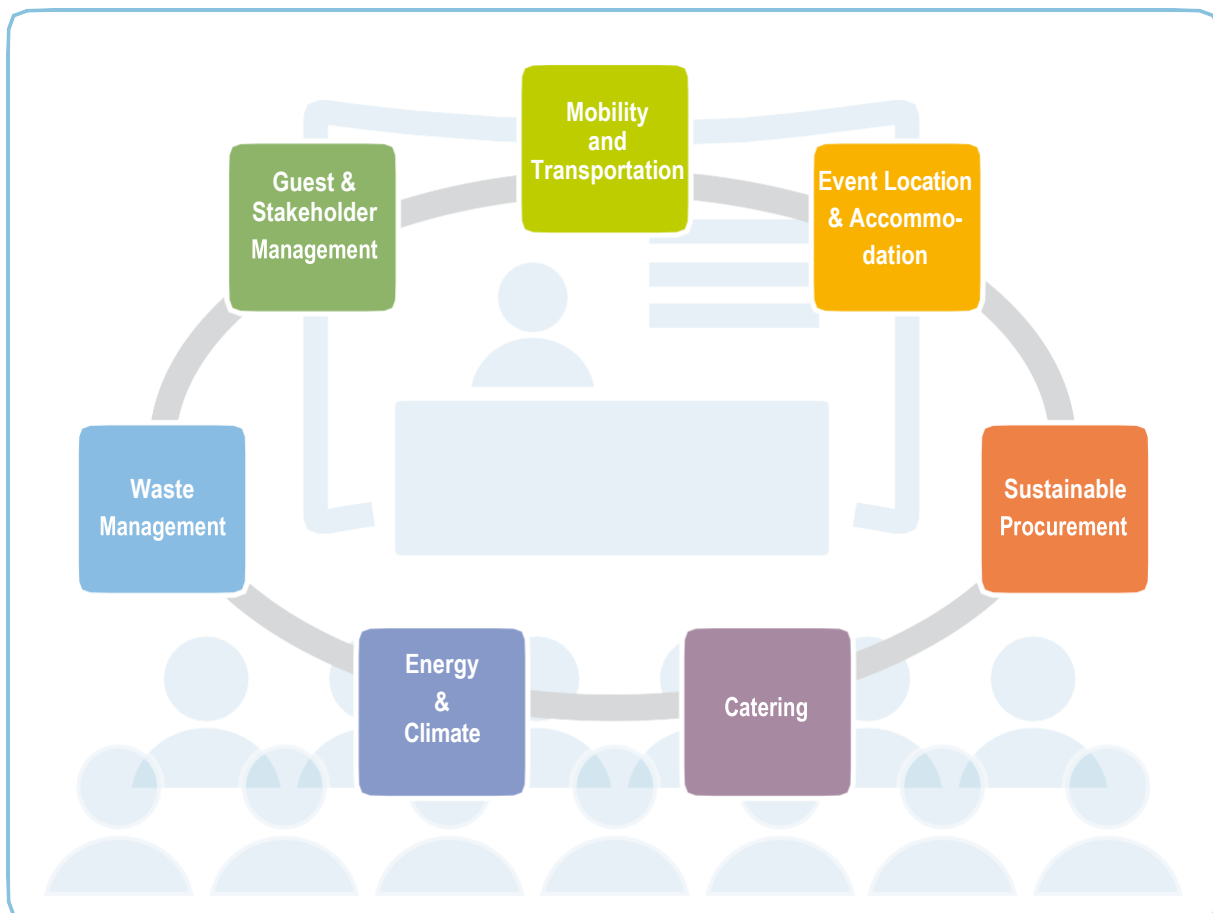 Mobility
and
Transportation
Guest &
Stakeholder
Management
Event Location
& Accommo-
dation
Waste
Management
Sustainable
Procurement
Energy
&
Climate
Catering